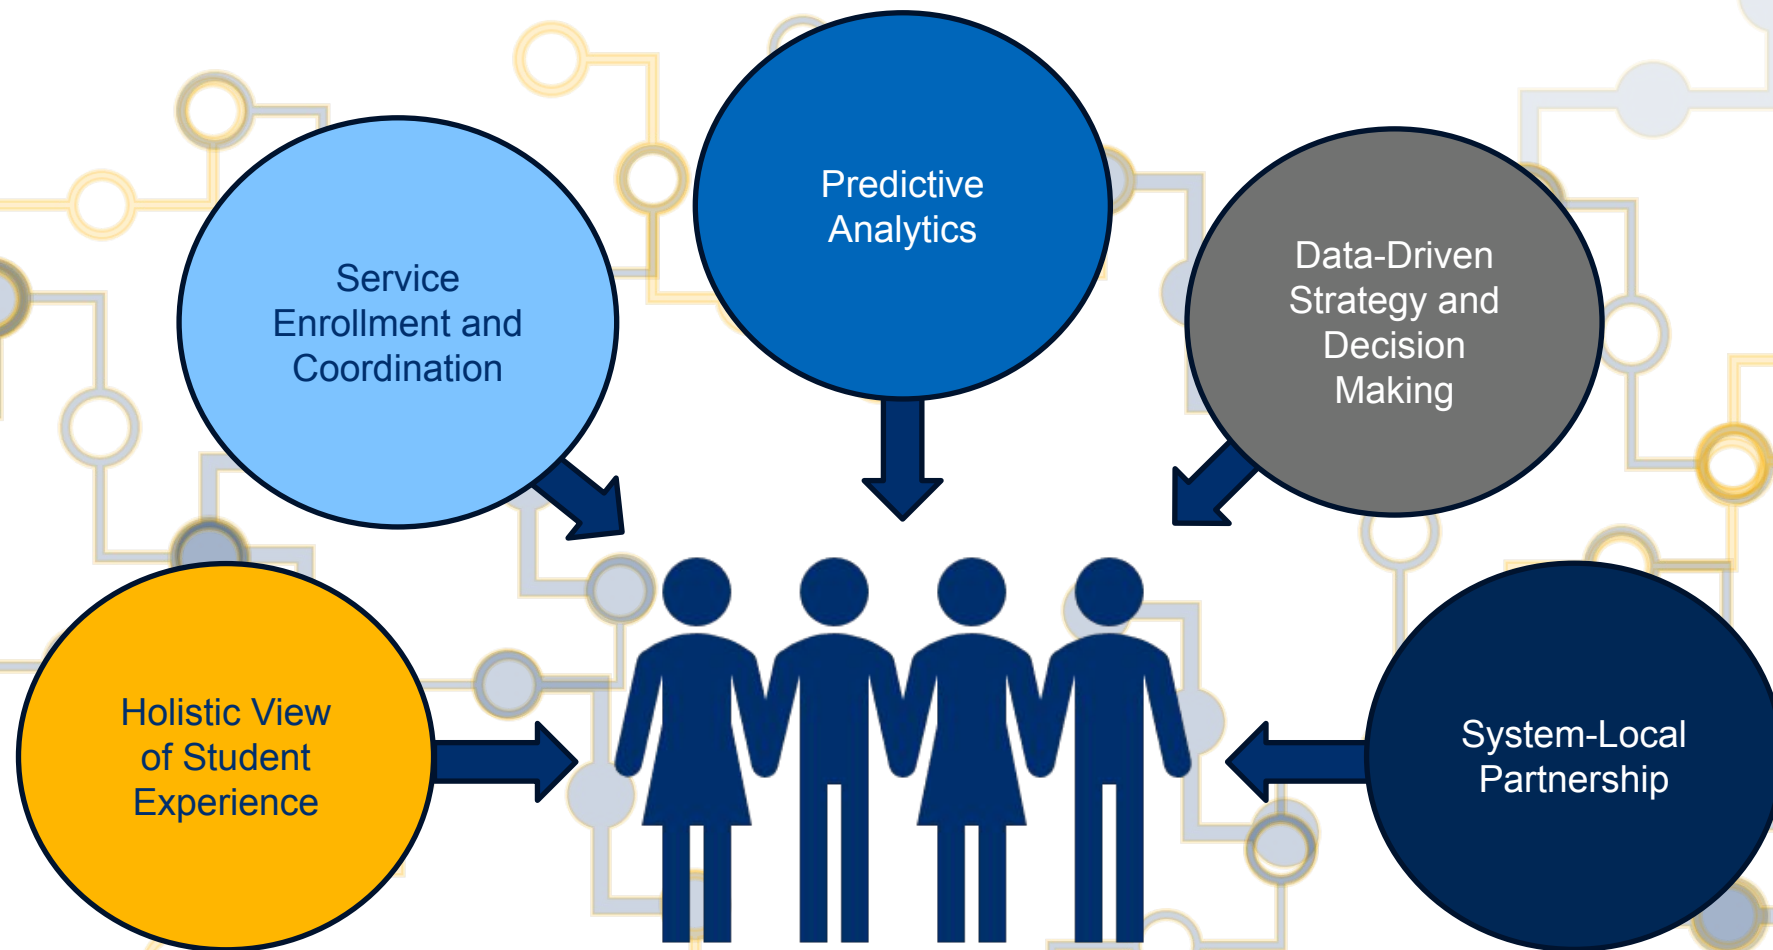 Predictive
Analytics
Service
Enrollment and
Coordination
Data-Driven
Strategy and
Decision
Making
Holistic View
of Student
Experience
System-Local
Partnership